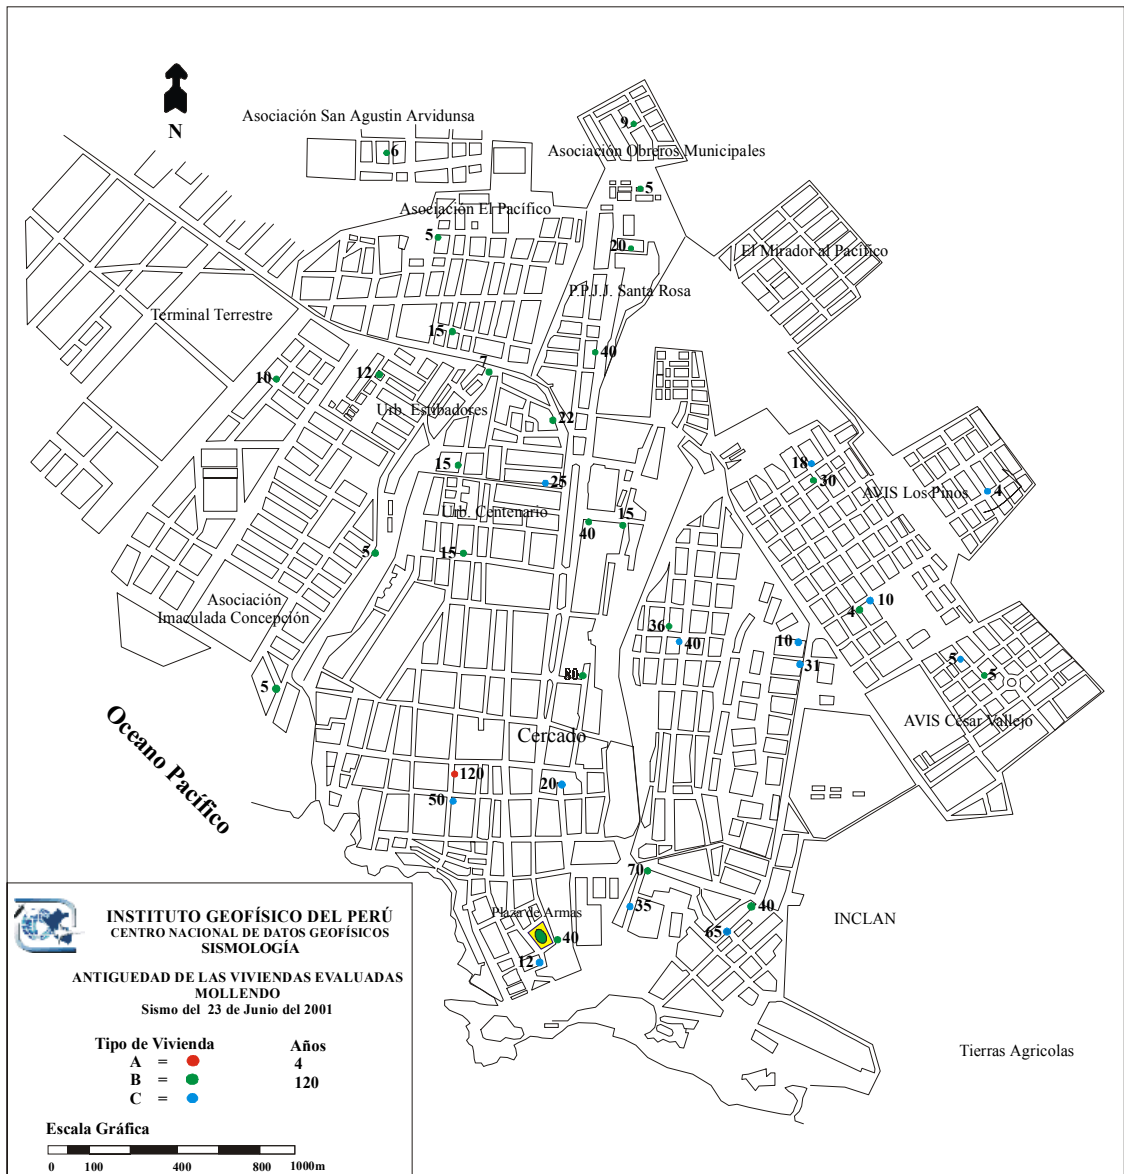 N
Asociación San Agustin Arvidunsa
9
6
Asociación Obreros Municipales
5
Asociación El Pacífico
5
20
El Mirador al Pacífico
P.P.J.J. Santa Rosa
Terminal Terrestre
15
40
7
12
10
Urb. Estibadores
22
15
18
25
30
AVIS Los Pinos
4
Urb. Centenario
15
40
5
15
Asociación
Imaculada Concepción
10
4
36
40
10
31
5
5
5
Oceano Pacífico
AVIS César Vallejo
Cercado
120
20
50
70
35
40
Plaza de Armas
INCLAN
65
40
12
Tierras Agricolas
INSTITUTO GEOFÍSICO DEL PERÚ
CENTRO NACIONAL DE DATOS GEOFÍSICOS
SISMOLOGÍA
ANTIGUEDAD DE LAS VIVIENDAS EVALUADAS
MOLLENDO
Sismo del 23 de Junio del 2001
Tipo de Vivienda Años
A = 4
B = 120
C =
Escala Gráfica
0 100 400 800 1000m